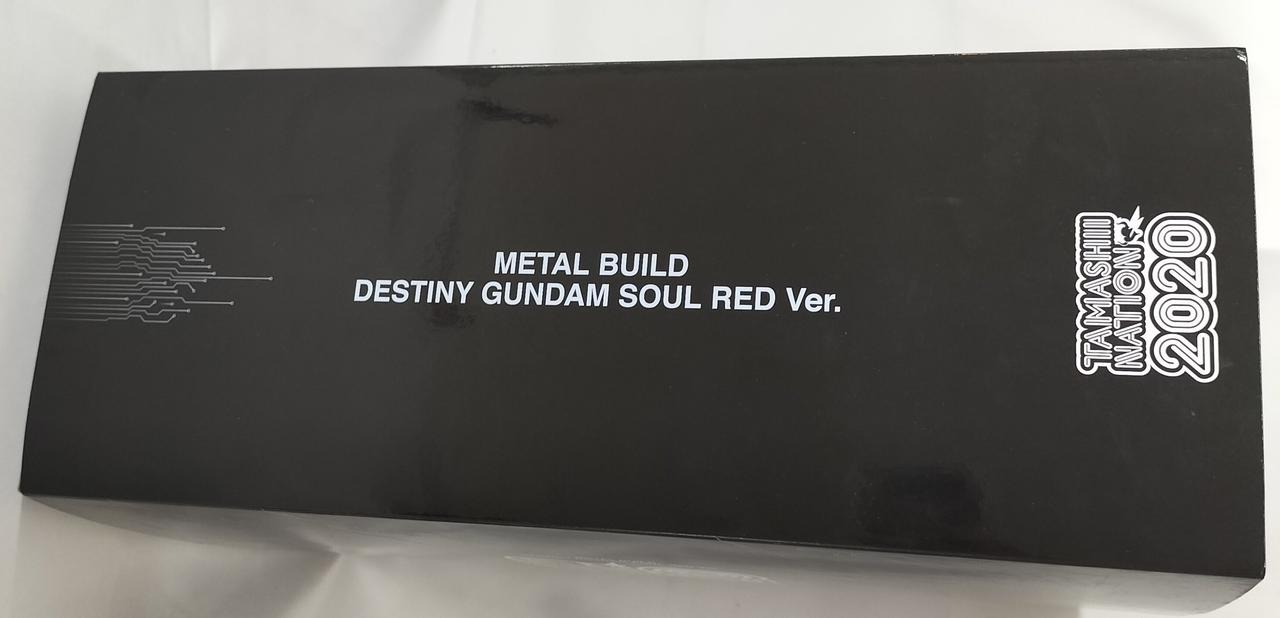 METAL BUILD
DESTINY GUNDAM SOUL RED Ver.
TAMASHII
NATION
2020